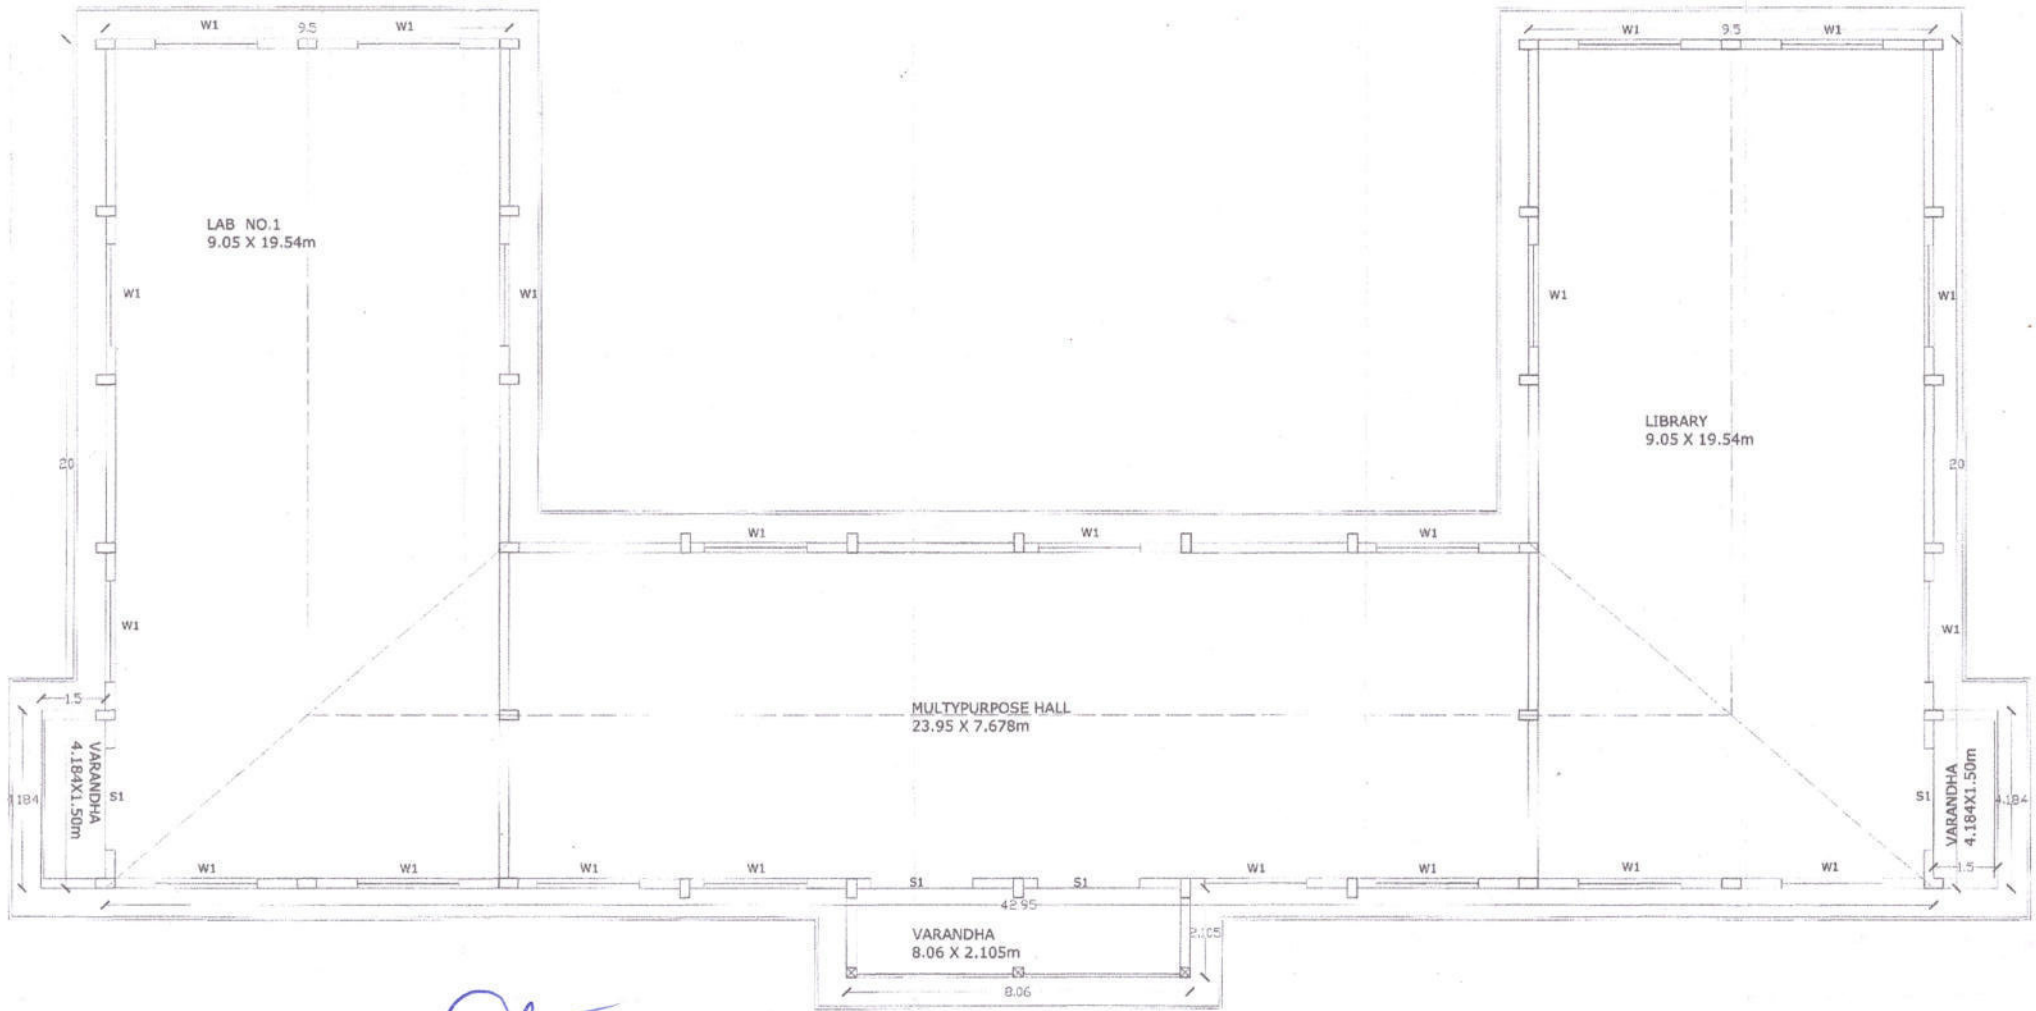 W1 9.5 W1
W1 9.5 W1
LAB NO.1
9.05 X 19.54m
W1
W1
W1
W1
LIBRARY
9.05 X 19.54m
20
20
W1
W1
W1
W1
W1
1.5
MULTYPURPOSE HALL
23.95 X 7.678m
VARANDHA
4.184X1.50m
S1
184
S1
VARANDHA
4.184X1.50m
4.184
1.5
W1
W1
W1
W1
S1
S1
W1
W1
W1
W1
42.95
VARANDHA
8.06 X 2.105m
2.105
8.06